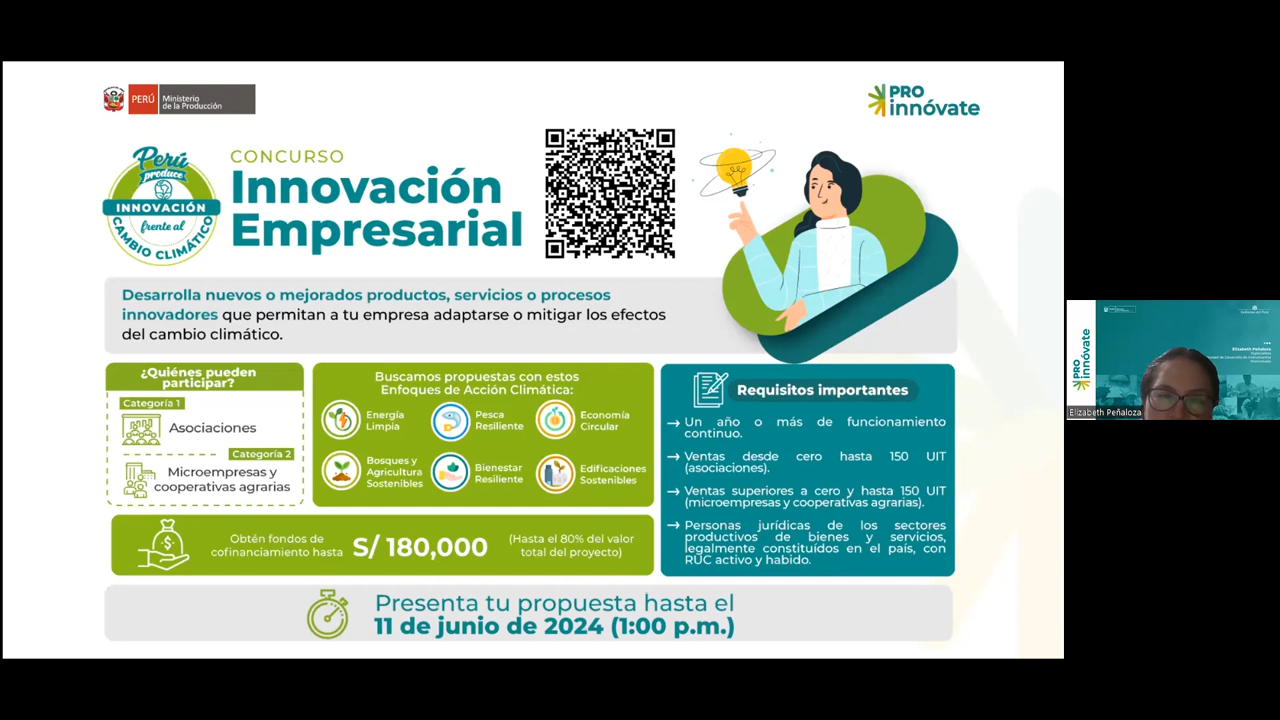 PERÚ
Ministerio
de la Producción
PRO
innóvate
Perú
produce
INNOVACIÓN
frente al
CAMBIO CLIMÁTICO
CONCURSO
Innovación
Empresarial
Desarrolla nuevos o mejorados productos, servicios o procesos
innovadores que permitan a tu empresa adaptarse o mitigar los efectos
del cambio climático.
¿Quiénes pueden
participar?
Categoría 1
Asociaciones
Categoría 2
Microempresas y
cooperativas agrarias
Buscamos propuestas con estos
Enfoques de Acción Climática:
Energía
Limpia
Pesca
Resiliente
Economía
Circular
Bosques y
Agricultura
Sostenibles
Bienestar
Resiliente
Edificaciones
Sostenibles
Requisitos importantes
→ Un año o más de funcionamiento
continuo.
→ Ventas desde cero hasta 150 UIT
(asociaciones).
→ Ventas superiores a cero y hasta 150 UIT
(microempresas y cooperativas agrarias).
→ Personas jurídicas de los sectores
productivos de bienes y servicios,
legalmente constituídos en el país, con
RUC activo y habido.
Obtén fondos de
cofinanciamiento hasta
S/ 180,000
(Hasta el 80% del valor
total del proyecto)
Presenta tu propuesta hasta el
11 de junio de 2024 (1:00 p.m.)
PRO
innóvate
Elizabeth Peñaloza
Elizabeth Peñaloza